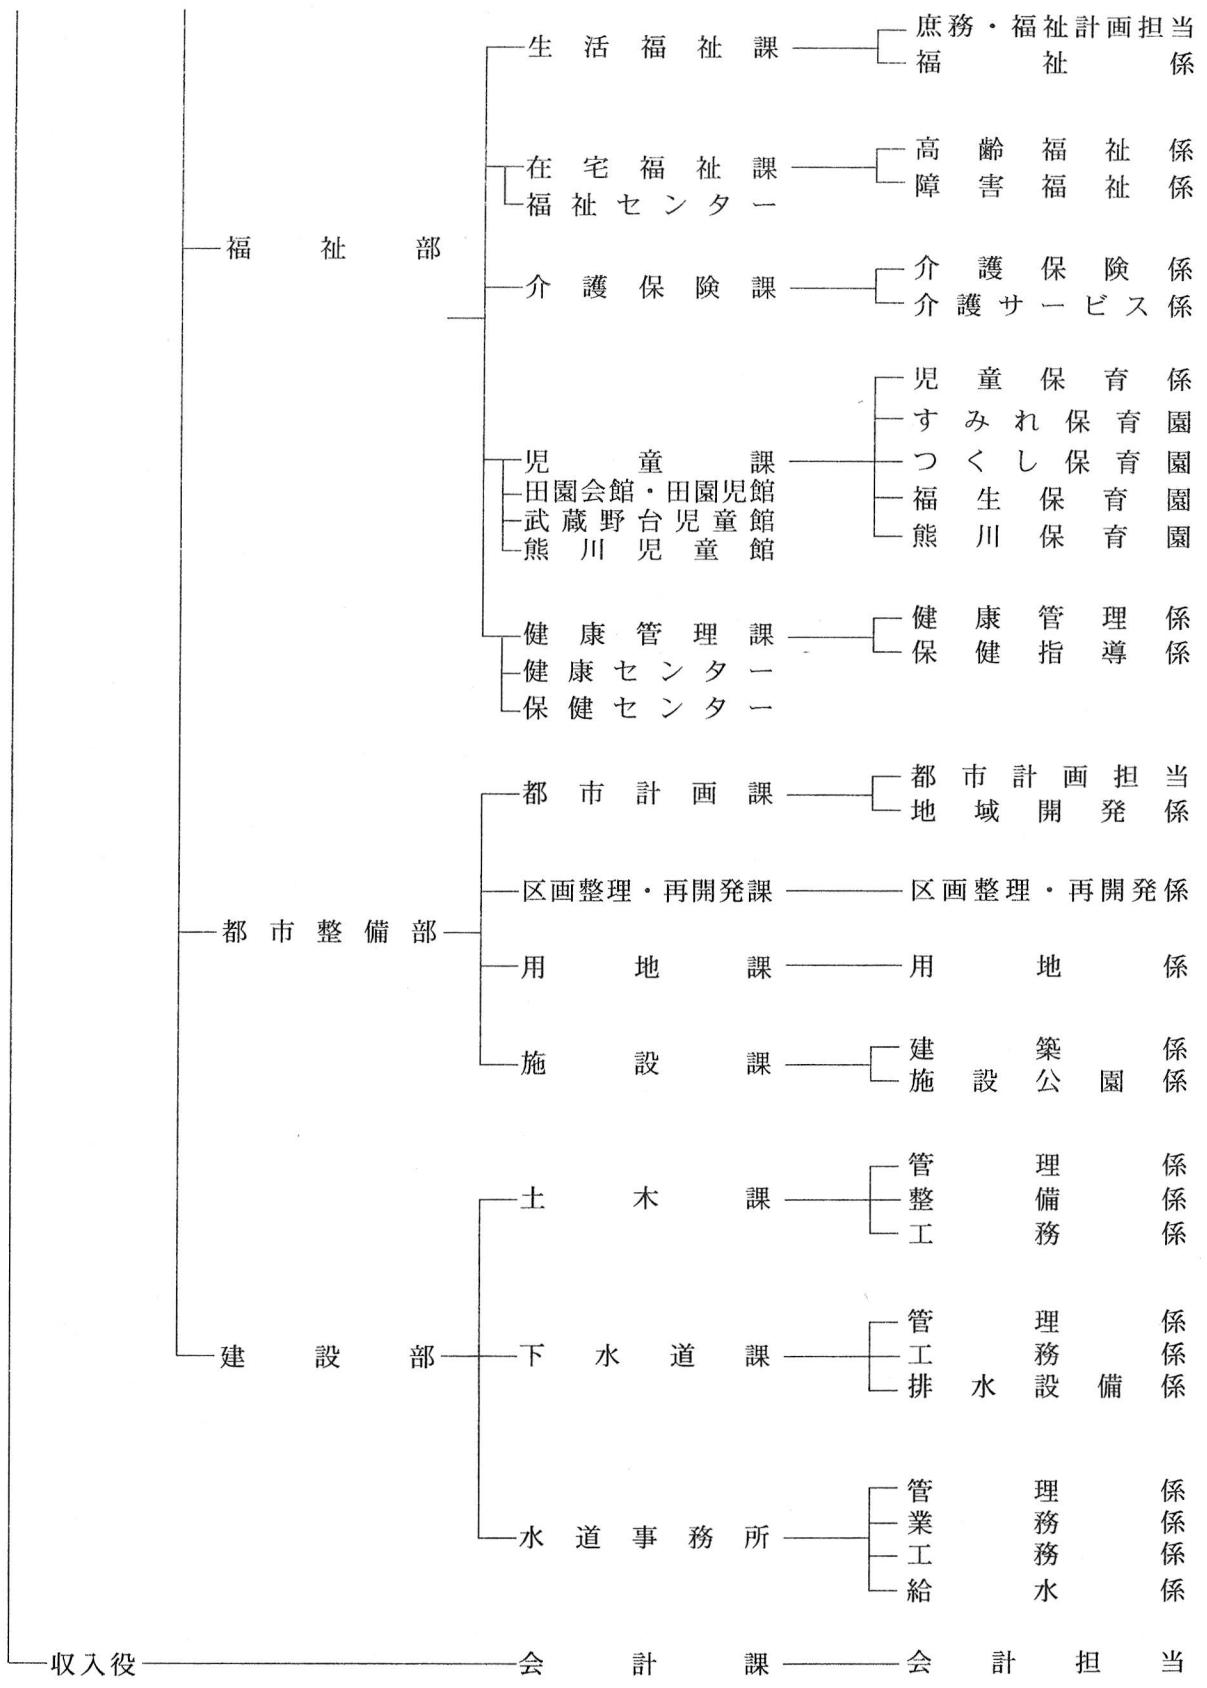 福祉部
生活福祉課
庶務・福祉計画担当
福祉係
在宅福祉課
高齢福祉係
障害福祉係
福祉センター
介護保険課
介護保険係
介護サービス係
児童課
児童保育係
すみれ保育園
つくし保育園
福生保育園
熊川保育園
田園会館・田園児館
武蔵野台児童館
熊川児童館
健康管理課
健康管理係
保健指導係
健康センター
保健センター
都市整備部
都市計画課
都市計画担当
地域開発係
区画整理・再開発課
区画整理・再開発係
用地課
用地係
施設課
建築係
施設公園係
建設部
土木課
管理係
整備係
工務係
下水道課
管理係
工務係
排水設備係
水道事務所
管理係
業務係
工務係
給水係
収入役
会計課
会計担当